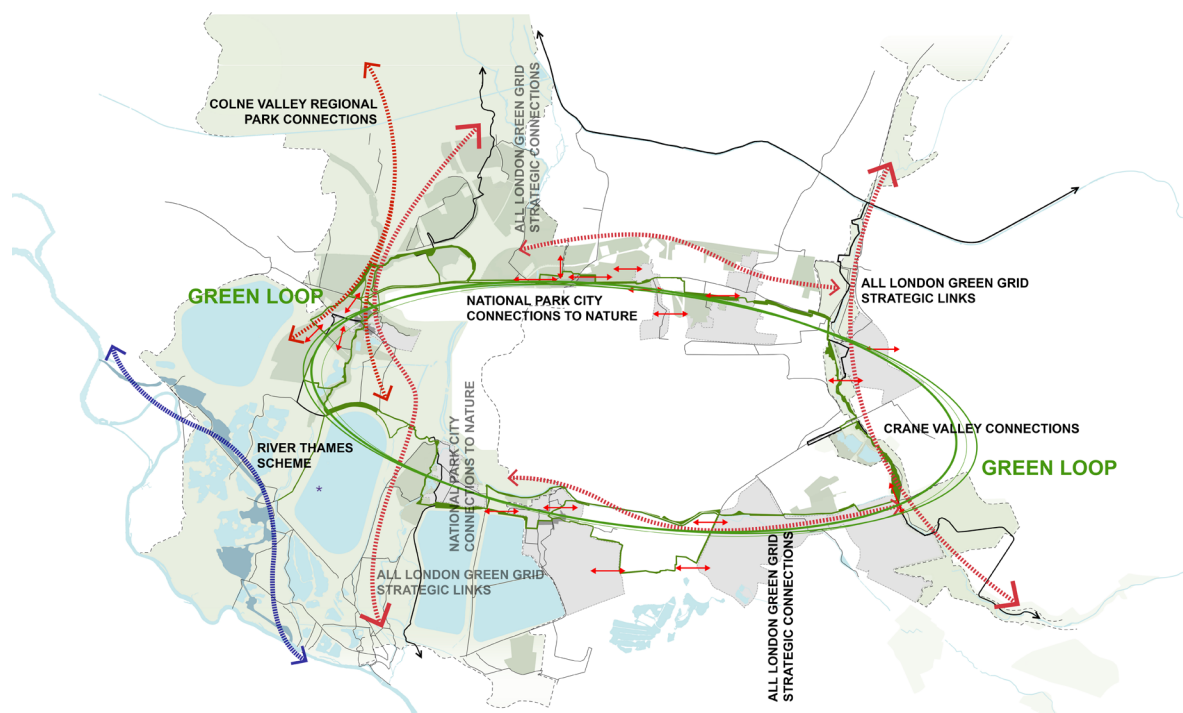 COLNE VALLEY REGIONAL
PARK CONNECTIONS
ALL LONDON GREEN GRID
STRATEGIC CONNECTIONS
GREEN LOOP
NATIONAL PARK CITY
CONNECTIONS TO NATURE
ALL LONDON GREEN GRID
STRATEGIC LINKS
RIVER THAMES
SCHEME
*
NATIONAL PARK CITY
CONNECTIONS TO NATURE
CRANE VALLEY CONNECTIONS
GREEN LOOP
ALL LONDON GREEN GRID
STRATEGIC LINKS
ALL LONDON GREEN GRID
STRATEGIC CONNECTIONS